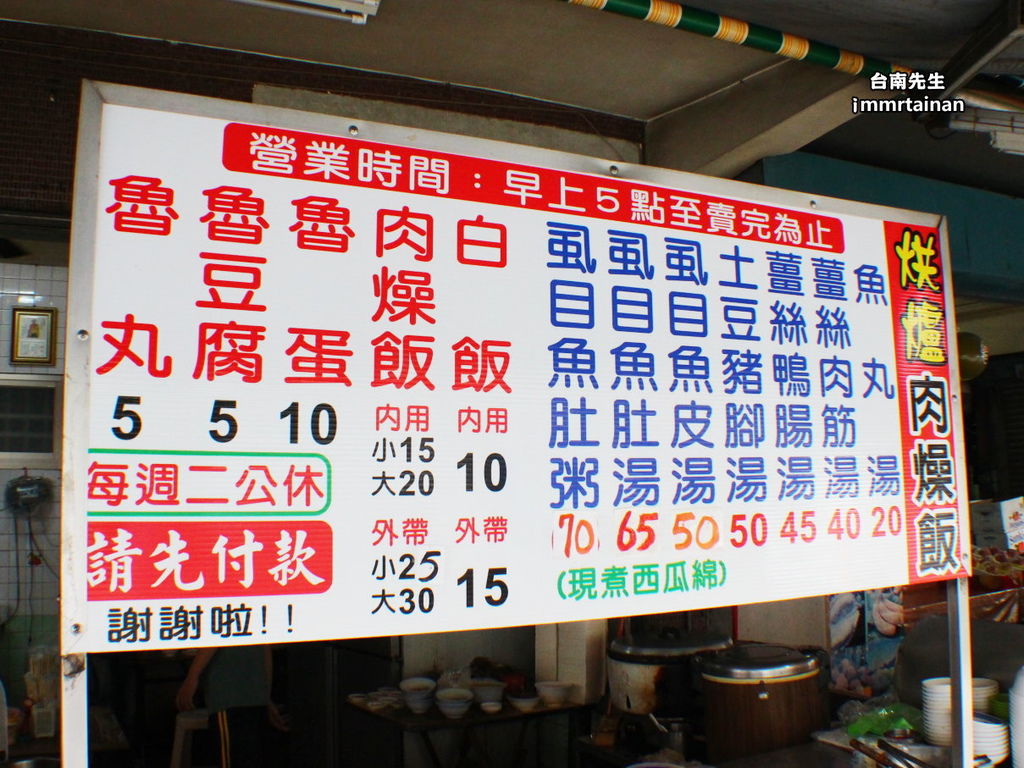 台南先生
immrtainan
營業時間：早上5點至賣完為止
烘爐肉燥飯
魚丸湯 20
薑絲肉筋湯 40
薑絲鴨腸湯 45
土豆豬腳湯 50
虱目魚皮湯 50
虱目魚肚湯 65
虱目魚肚粥 70
(現煮西瓜綿)
白飯 內用 10 外帶 15
肉燥飯 內用 小15 大20 外帶 小25 大30
魯蛋 10
魯豆腐 5
魯丸 5
每週二公休
請先付款
謝謝啦!!